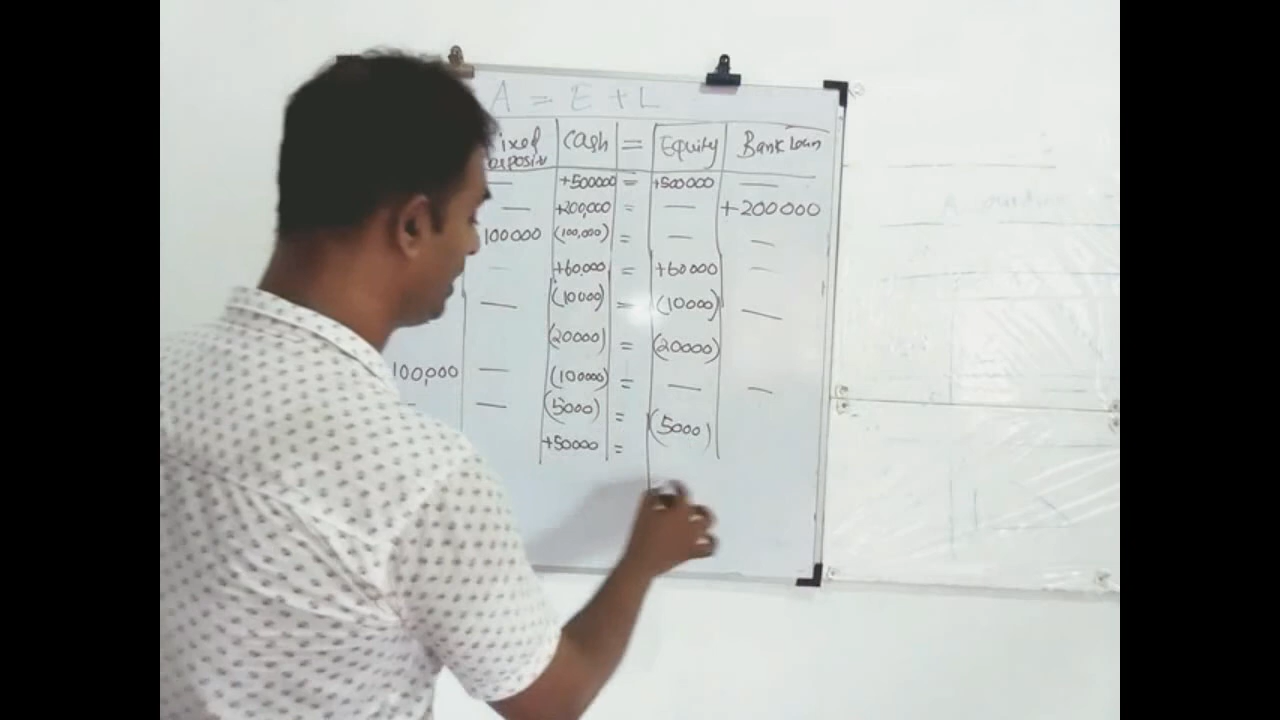 A = E + L
ixed Cash = Equity Bank Loan
— +500000 = +500000 —
— +200,000 = — +200000
100000 (100,000) = — —
— +60,000 = +60000 —
— (10000) = (10000) —
(20000) = (20000)
100,000 — (100000) = — —
- — (5000) = (5000)
+50000 =